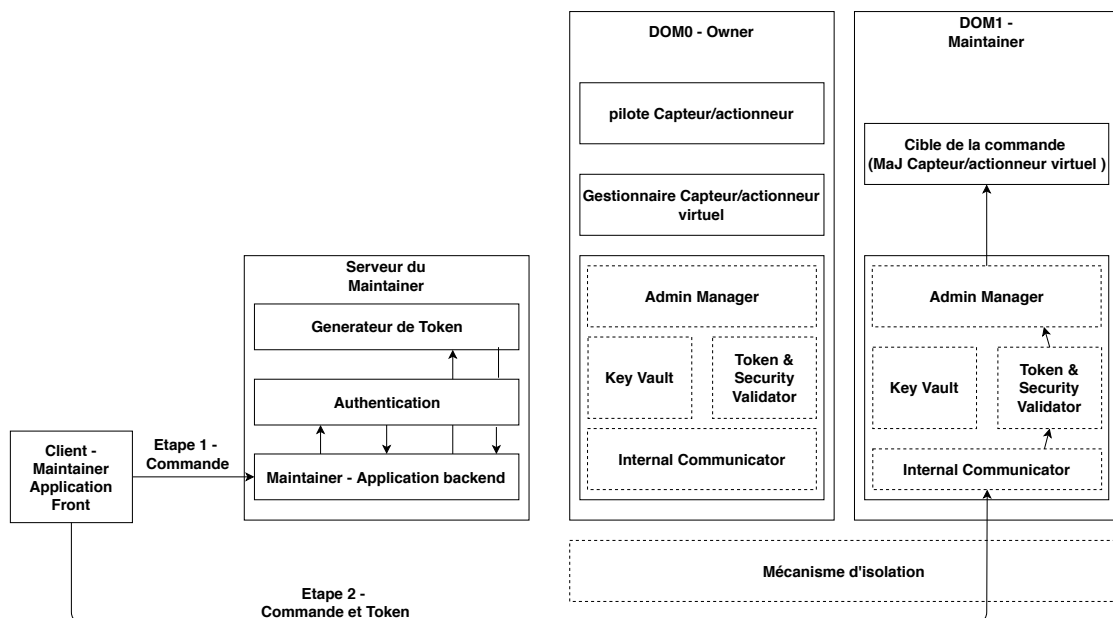 DOM0 - Owner
pilote Capteur/actionneur
Gestionnaire Capteur/actionneur
virtuel
Admin Manager
Key Vault
Token &
Security
Validator
Internal Communicator
DOM1 -
Maintainer
Cible de la commande
(MaJ Capteur/actionneur virtuel )
Admin Manager
Key Vault
Token &
Security
Validator
Internal Communicator
Serveur du
Maintainer
Generateur de Token
Authentication
Maintainer - Application backend
Client -
Maintainer
Application
Front
Etape 1 -
Commande
Mécanisme d'isolation
Etape 2 -
Commande et Token